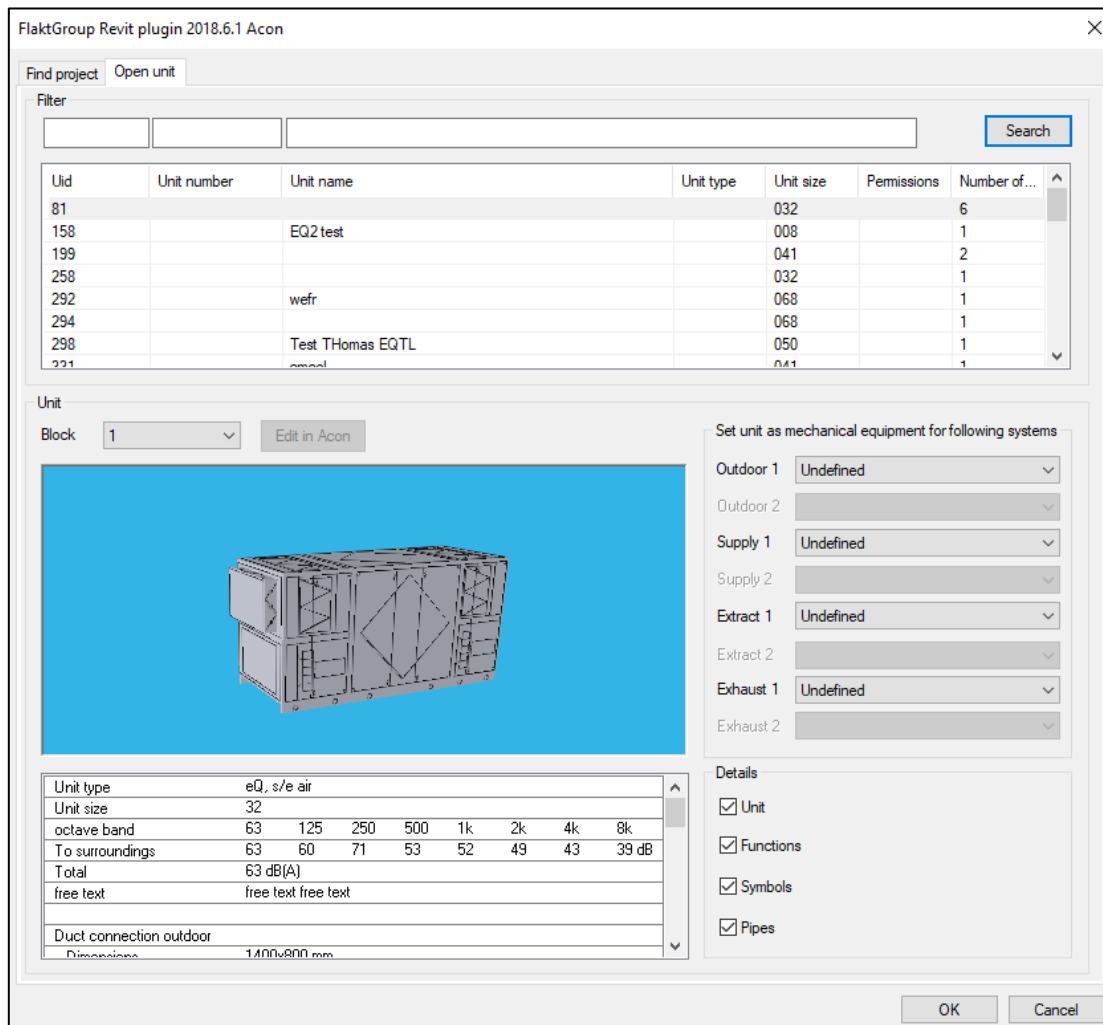 FlaktGroup Revit plugin 2018.6.1 Acon
Find project Open unit
Filter
Search
Uid Unit number Unit name Unit type Unit size Permissions Number of...
81 032 6
158 EQ2 test 008 1
199 041 2
258 032 1
292 wefr 068 1
294 068 1
298 Test THomas EQTL 050 1
041 1
Unit
Block 1 Edit in Acon
Set unit as mechanical equipment for following systems
Outdoor 1 Undefined
Outdoor 2
Supply 1 Undefined
Supply 2
Extract 1 Undefined
Extract 2
Exhaust 1 Undefined
Exhaust 2
Unit type eQ, s/e air
Unit size 32
octave band 63 125 250 500 1k 2k 4k 8k
To surroundings 63 60 71 53 52 49 43 39 dB
Total 63 dB(A)
free text free text free text
Duct connection outdoor
Dimensions 1400x800 mm
Details
Unit
Functions
Symbols
Pipes
OK Cancel